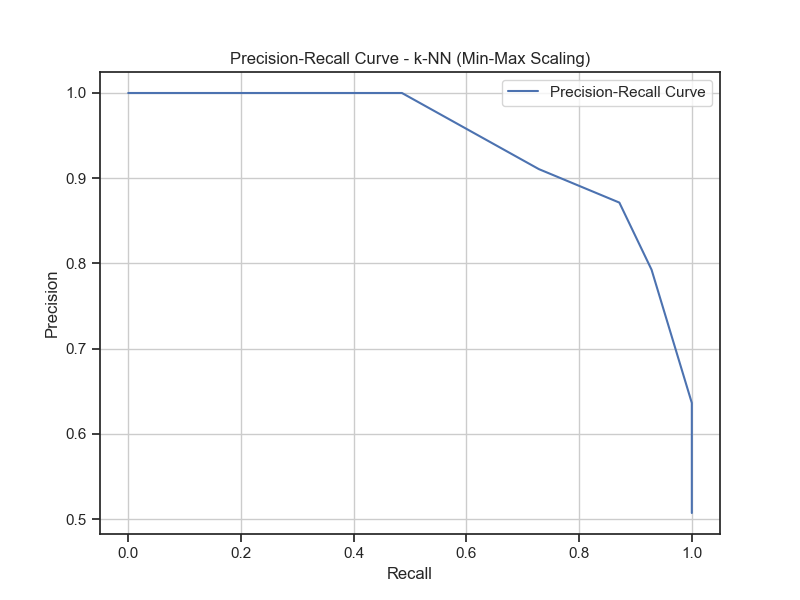 Precision-Recall Curve - k-NN (Min-Max Scaling)
Precision-Recall Curve
1.0
0.9
0.8
0.7
0.6
0.5
Precision
0.0 0.2 0.4 0.6 0.8 1.0
Recall